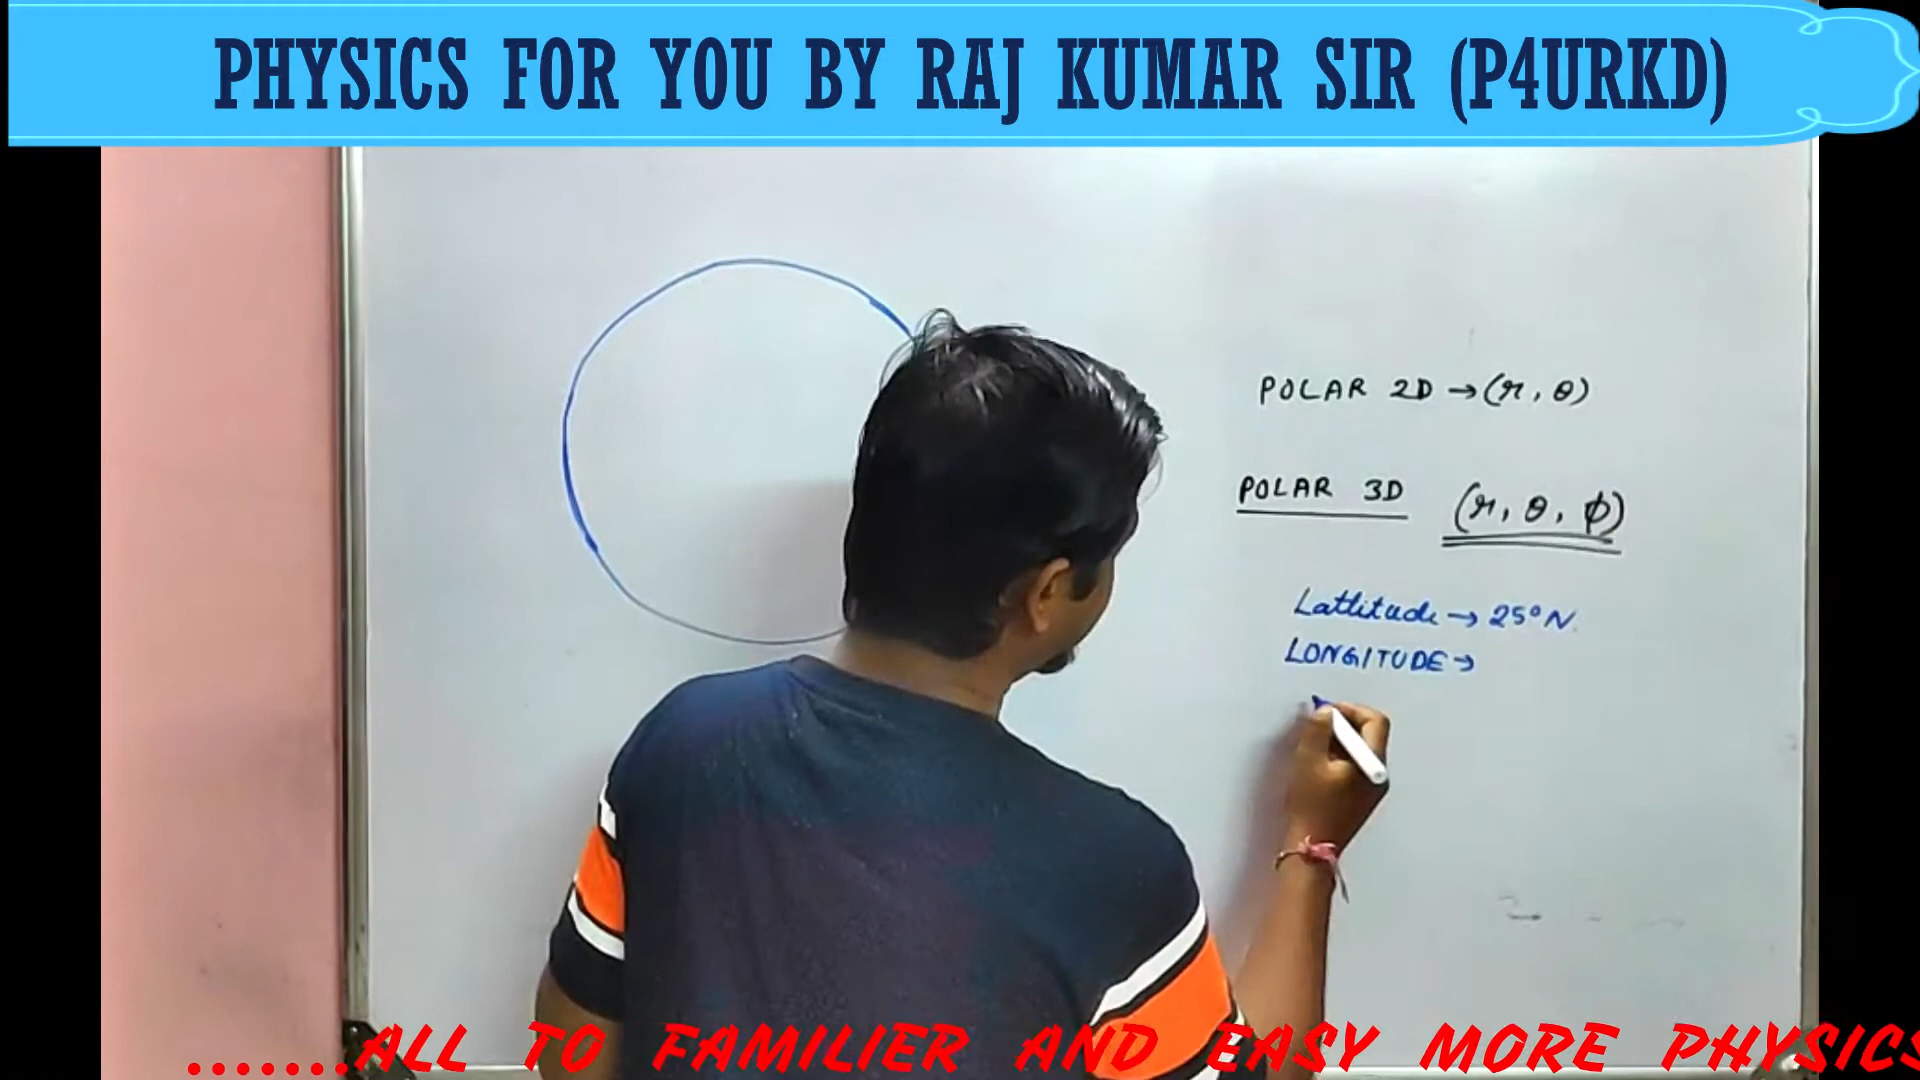 PHYSICS FOR YOU BY RAJ KUMAR SIR (P4URKD)
POLAR 2D → (r, θ)
POLAR 3D (r, θ, ϕ)
Latlitude → 25° N.
LONGITUDE →
.......ALL TO FAMILIER AND EASY MORE PHYSICS